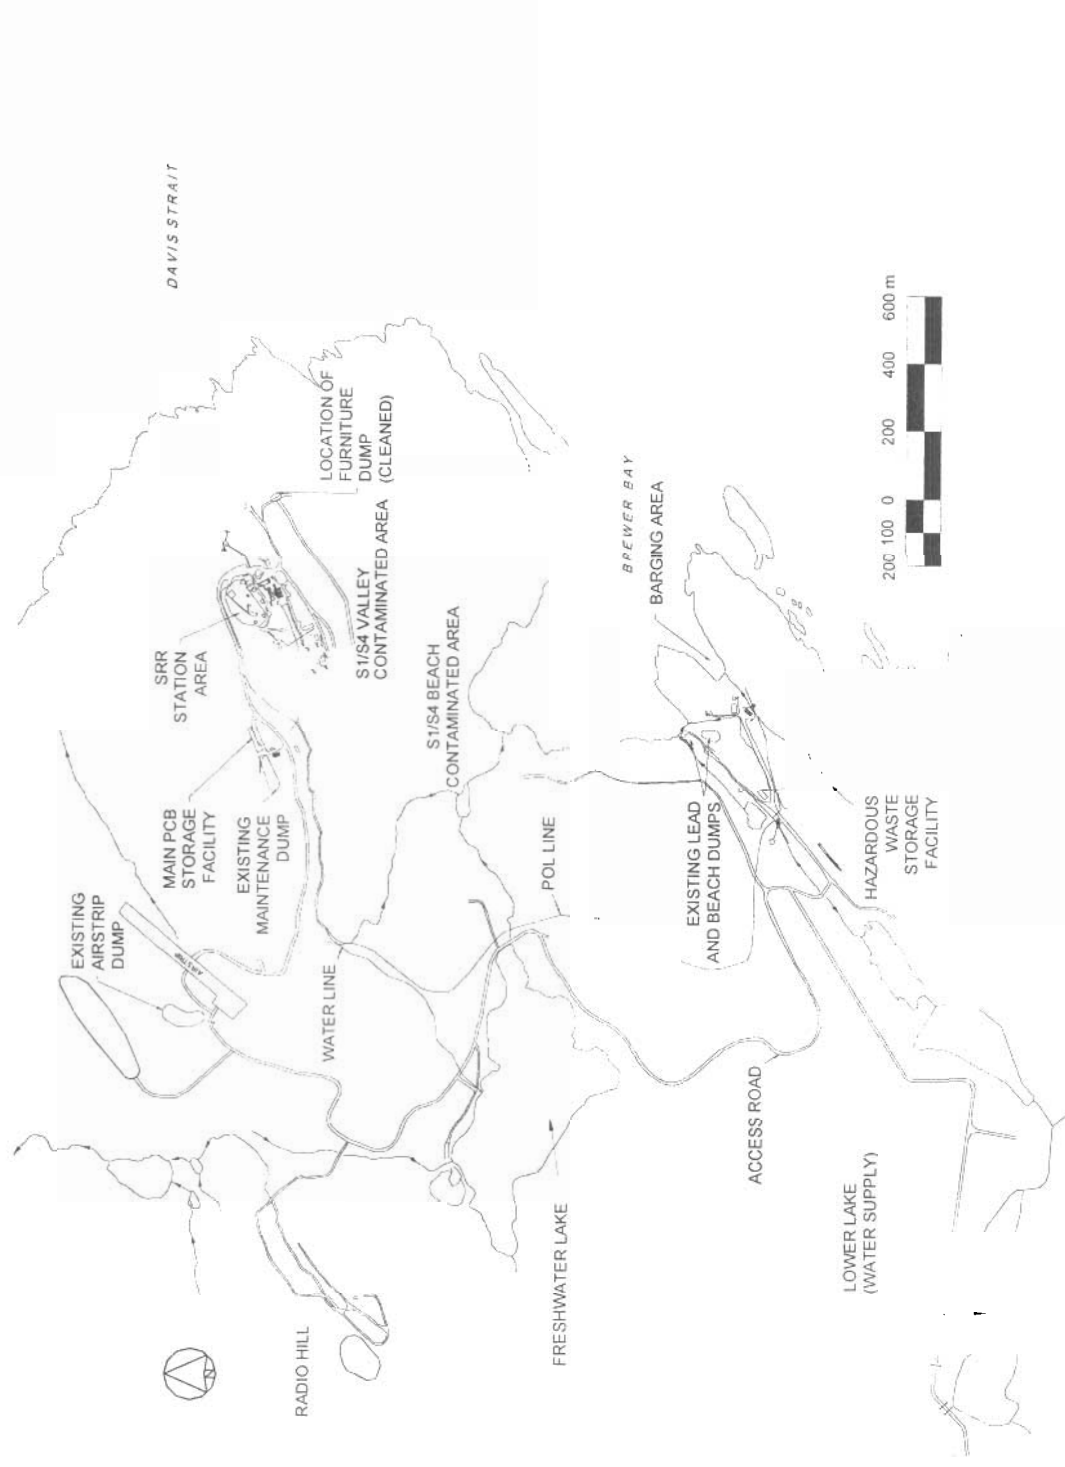 DAVIS STRAIT
LOCATION OF
FURNITURE
DUMP
(CLEANED)
SRR
STATION
AREA
S1/S4 VALLEY
CONTAMINATED AREA
S1/S4 BEACH
CONTAMINATED AREA
MAIN PCB
STORAGE
FACILITY
EXISTING
MAINTENANCE
DUMP
EXISTING
AIRSTRIP
DUMP
AIRSTRIP
WATER LINE
POL LINE
BREWER BAY
BARGING AREA
EXISTING LEAD
AND BEACH DUMPS
HAZARDOUS
WASTE
STORAGE
FACILITY
ACCESS ROAD
FRESHWATER LAKE
LOWER LAKE
(WATER SUPPLY)
RADIO HILL
N
200 100 0 200 400 600 m